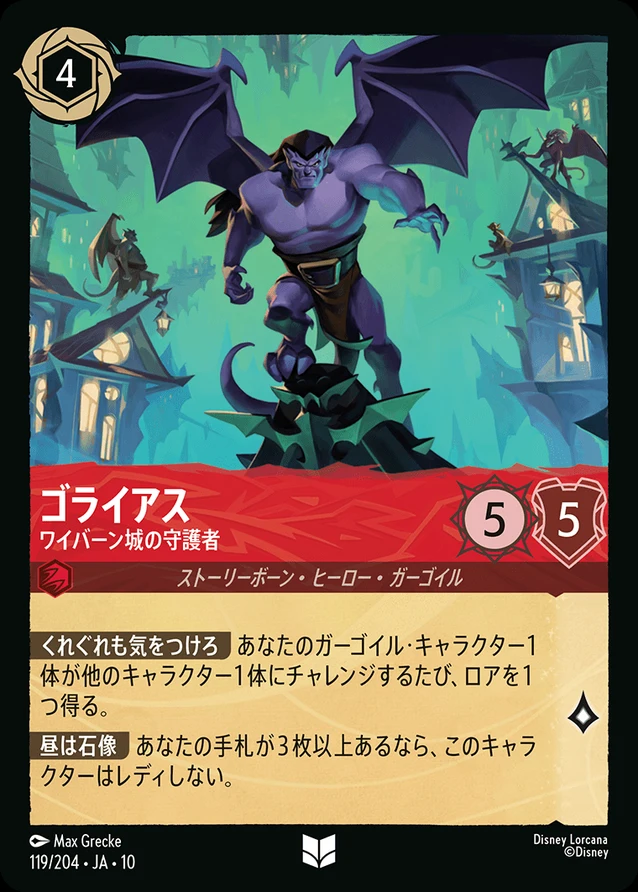 4
ゴライアス
ワイバーン城の守護者
5
5
ストーリーボーン・ヒーロー・ガーゴイル
くれぐれも気をつけろ あなたのガーゴイル・キャラクター1
体が他のキャラクター1体にチャレンジするたび、ロアを1
つ得る。
昼は石像 あなたの手札が3枚以上あるなら、このキャラ
クターはレディしない。
Max Grecke
119/204・JA・10
Disney Lorcana
©Disney